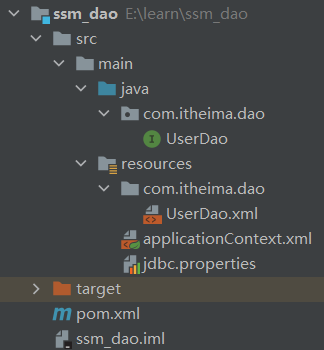 ssm_dao E:\learn\ssm_dao
src
main
java
com.itheima.dao
UserDao
resources
com.itheima.dao
UserDao.xml
applicationContext.xml
jdbc.properties
target
pom.xml
ssm_dao.iml